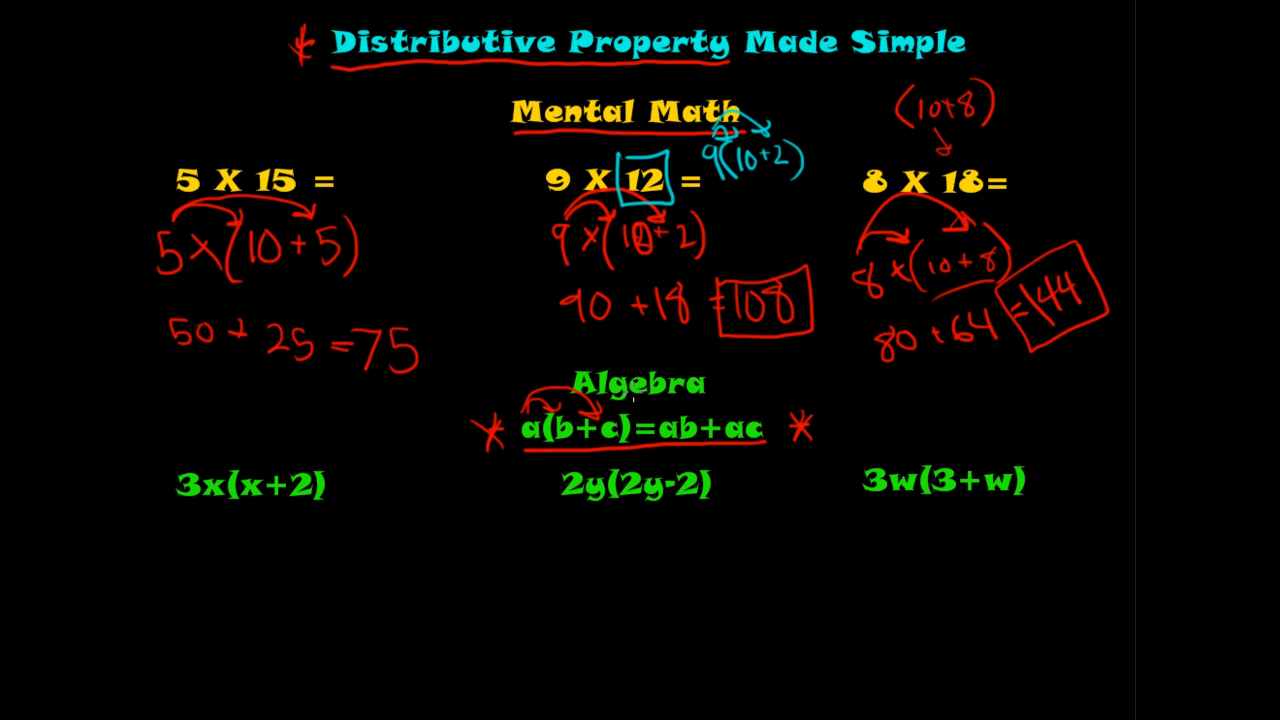 * Distributive Property Made Simple
Mental Math
(10+8)
9(10+2)
5 X 15 =
9 X 12 =
8 X 18=
5 x (10 + 5)
9 x (10 + 2)
8 x (10 + 8)
50 + 25 = 75
90 + 18 = 108
80 + 64 = 144
Algebra
* a(b+c)=ab+ac *
3x(x+2)
2y(2y-2)
3w(3+w)